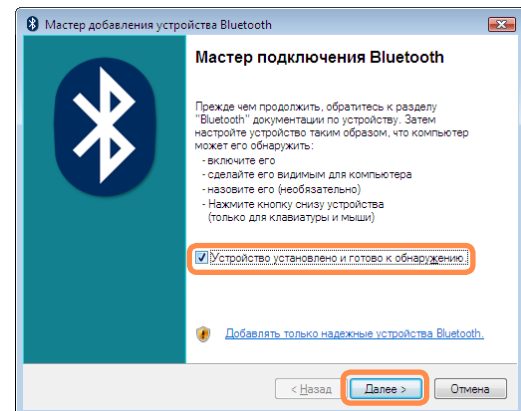 Мастер добавления устройства Bluetooth
Мастер подключения Bluetooth
Прежде чем продолжить, обратитесь к разделу
"Bluetooth" документации по устройству. Затем
настройте устройство таким образом, что компьютер
может его обнаружить:
- включите его
- сделайте его видимым для компьютера
- назовите его (необязательно)
- Нажмите кнопку снизу устройства
(только для клавиатуры и мыши)
Устройство установлено и готово к обнаружению.
Добавлять только надежные устройства Bluetooth.
< Назад Далее > Отмена